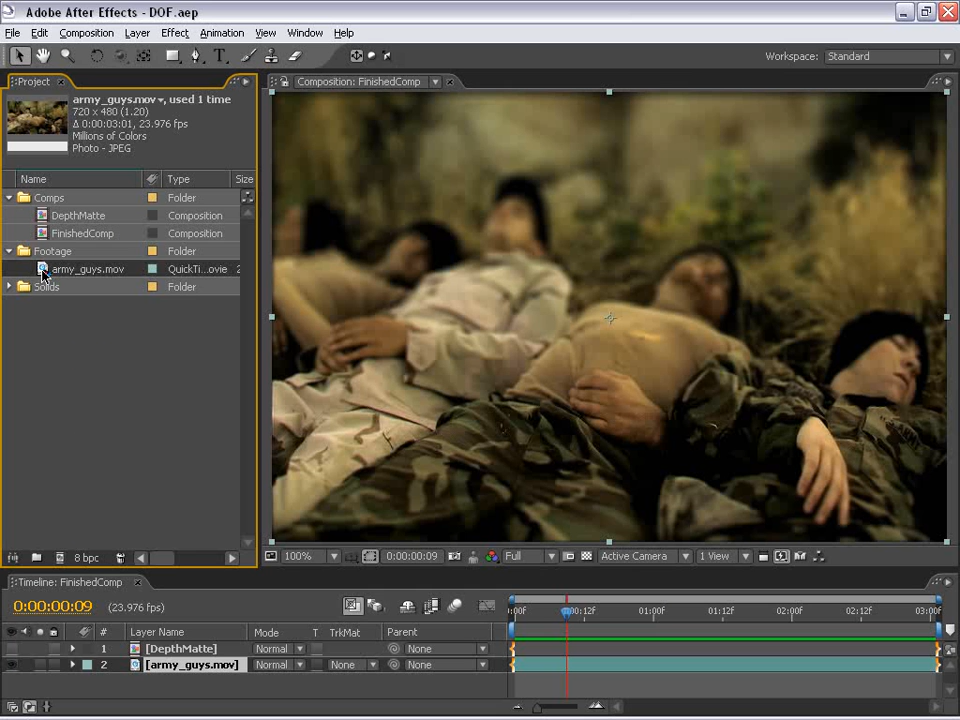 Adobe After Effects - DOF.aep
File Edit Composition Layer Effect Animation View Window Help
Workspace: Standard
Project
Composition: FinishedComp
army_guys.mov, used 1 time
720 x 480 (1.20)
Δ 0:00:03:01, 23.976 fps
Millions of Colors
Photo - JPEG
Name Type Size
Comps Folder
DepthMatte Composition
FinishedComp Composition
Footage Folder
army_guys.mov QuickTi...ovie 2
Solids Folder
8 bpc
100% 0:00:00:09 Full Active Camera 1 View
Timeline: FinishedComp
0:00:00:09 (23.976 fps)
:00F 00:12F 01:00F 01:12F 02:00F 02:12F 03:00F
# Layer Name Mode T TrkMat Parent
1 [DepthMatte] Normal None
2 [army_guys.mov] Normal None None